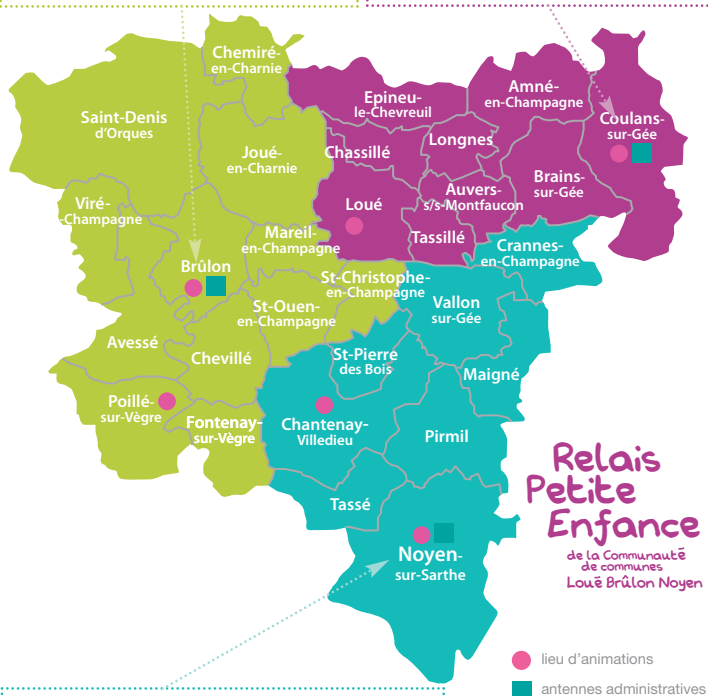 Chemiré-
en-Charnie
Saint-Denis
d'Orques
Epineu-
le-Chevreuil
Amné-
en-Champagne
Coulans-
sur-Gée
Joué-
en-Charnie
Chassillé
Longnes
Brains-
sur-Gée
Viré-
-Champagne
Loué
Auvers-
s/s-Montfaucon
Mareil-
en-Champagne
Tassillé
Crannes-
en-Champagne
Brûlon
St-Christophe-
en-Champagne
St-Ouen-
en-Champagne
Vallon
sur-Gée
Avessé
Chevillé
St-Pierre
des Bois
Maigné
Poillé-
sur-Vègre
Fontenay-
sur-Vègre
Chantenay-
Villedieu
Pirmil
Tassé
Noyen-
sur-Sarthe
Relais
Petite
Enfance
de la Communauté
de communes
Loué Brûlon Noyen
lieu d'animations
antennes administratives